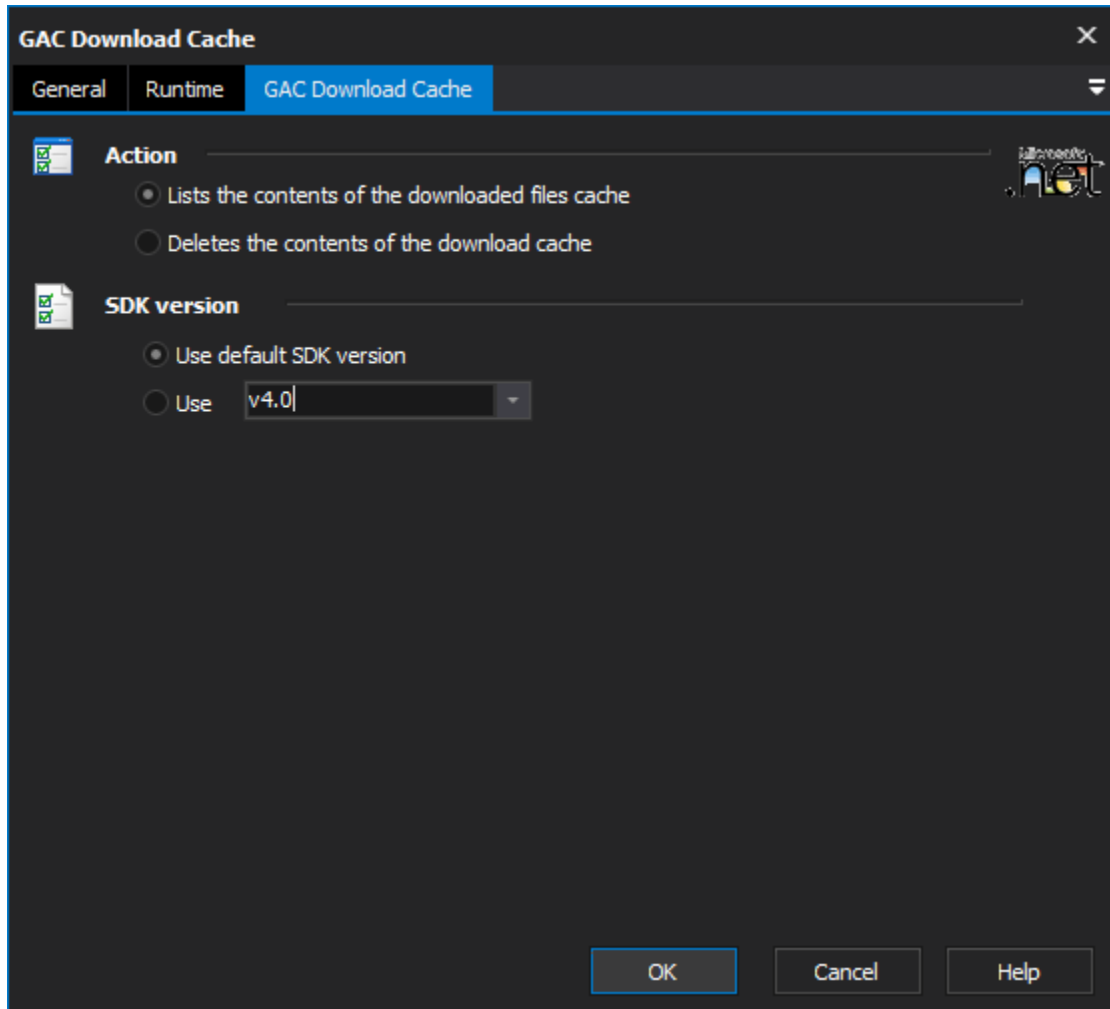 GAC Download Cache
General
Runtime
GAC Download Cache
Action
Microsoft
.net
Lists the contents of the downloaded files cache
Deletes the contents of the download cache
SDK version
Use default SDK version
Use
v4.0
OK
Cancel
Help